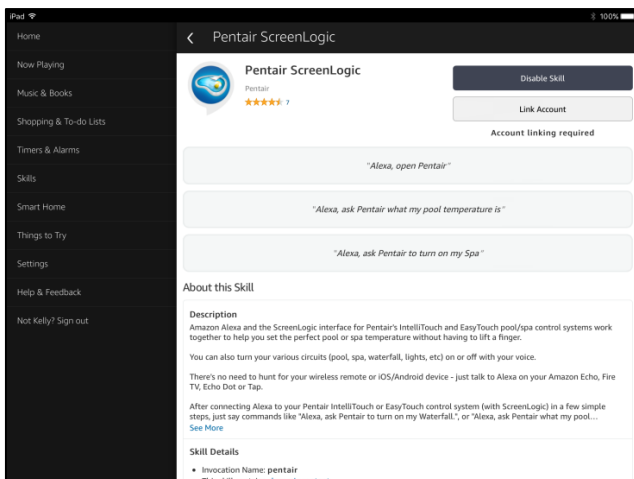 iPad
100%
Home
Now Playing
Music & Books
Shopping & To-do Lists
Timers & Alarms
Skills
Smart Home
Things to Try
Settings
Help & Feedback
Not Kelly? Sign out
Pentair ScreenLogic
Pentair ScreenLogic
Pentair
7
Disable Skill
Link Account
Account linking required
"Alexa, open Pentair"
"Alexa, ask Pentair what my pool temperature is"
"Alexa, ask Pentair to turn on my Spa"
About this Skill
Description
Amazon Alexa and the ScreenLogic interface for Pentair's IntelliTouch and EasyTouch pool/spa control systems work
together to help you set the perfect pool or spa temperature without having to lift a finger.
You can also turn your various circuits (pool, spa, waterfall, lights, etc) on or off with your voice.
There's no need to hunt for your wireless remote or iOS/Android device - just talk to Alexa on your Amazon Echo, Fire
TV, Echo Dot or Tap.
After connecting Alexa to your Pentair IntelliTouch or EasyTouch control system (with ScreenLogic) in a few simple
steps, just say commands like "Alexa, ask Pentair to turn on my Waterfall.", or "Alexa, ask Pentair what my pool...
See More
Skill Details
• Invocation Name: pentair